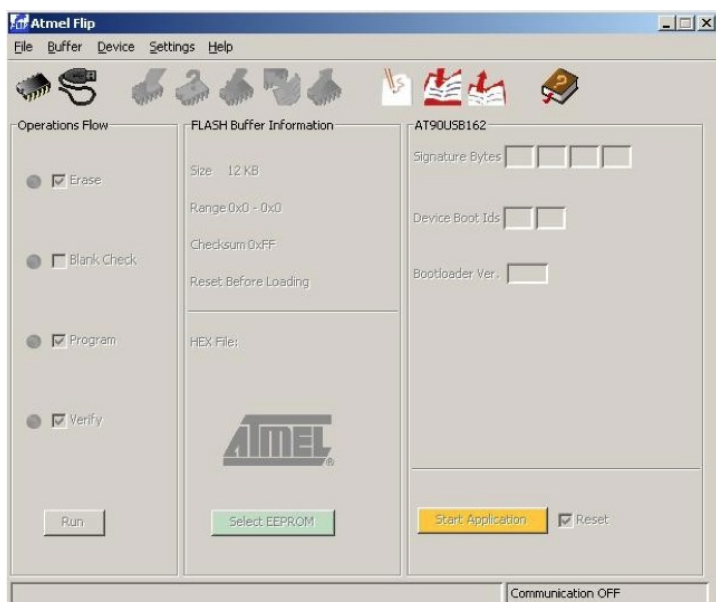 Atmel Flip
File Buffer Device Settings Help
Operations Flow
Erase
Blank Check
Program
Verify
Run
FLASH Buffer Information
Size 12 KB
Range 0x0 - 0x0
Checksum 0xFF
Reset Before Loading
HEX File:
ATMEL®
Select EEPROM
AT90USB162
Signature Bytes
Device Boot Ids
Bootloader Ver.
Start Application Reset
Communication OFF